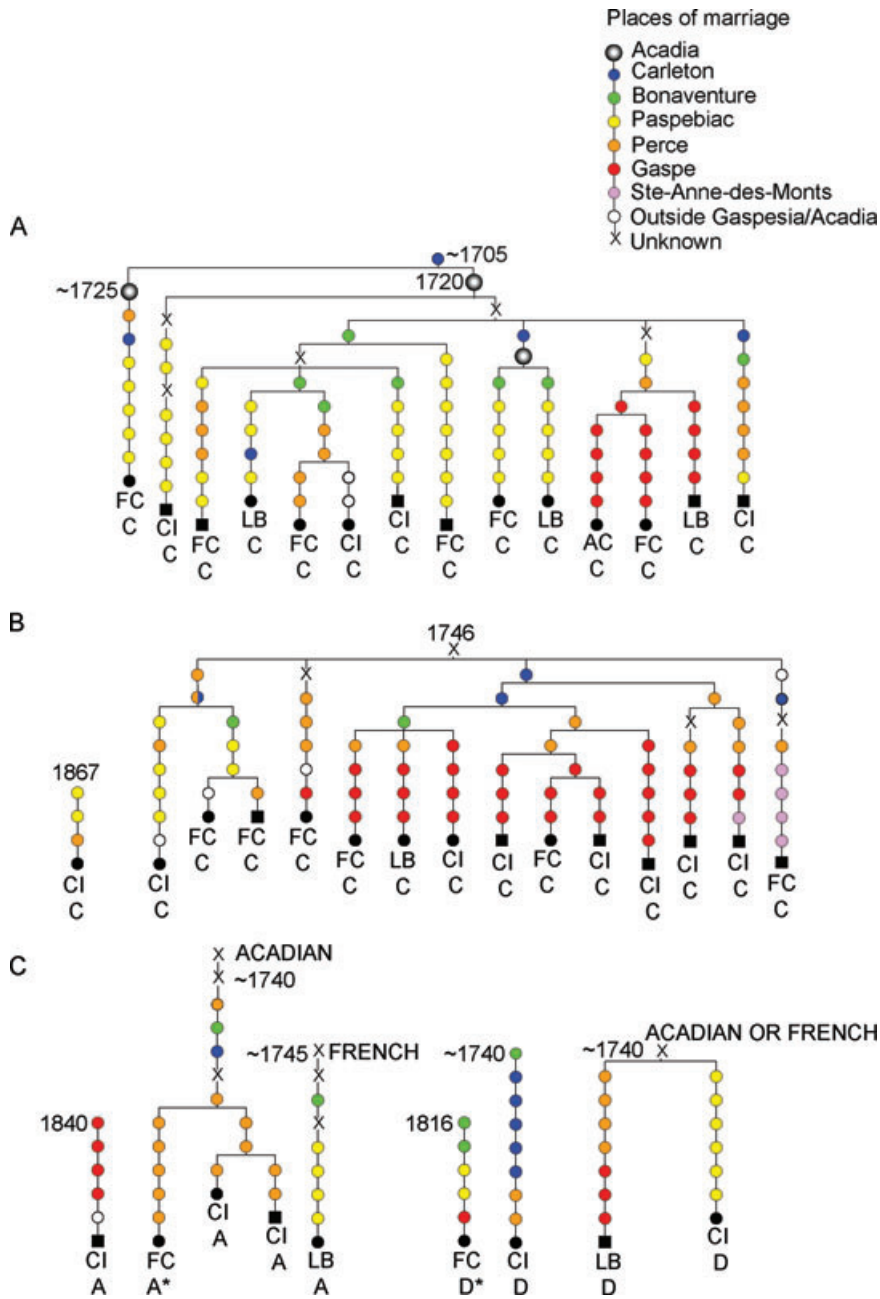 Places of marriage
Acadia
Carleton
Bonaventure
Paspebiac
Perce
Gaspe
Ste-Anne-des-Monts
Outside Gaspesia/Acadia
X Unknown
A
~1705
~1725
1720
X
X
X
X
X
FC
C
CI
C
FC
C
LB
C
FC
C
CI
C
CI
C
FC
C
FC
C
LB
C
AC
C
FC
C
LB
C
CI
C
B
1746
X
X
X
X
1867
CI
C
CI
C
FC
C
FC
C
FC
C
FC
C
LB
C
CI
C
CI
C
FC
C
CI
C
CI
C
CI
C
CI
C
FC
C
C
X ACADIAN
X ~1740
X
~1745 X FRENCH
X
X
1840
CI
A
FC
A*
CI
A
CI
A
LB
A
~1740
1816
FC
D*
CI
D
ACADIAN OR FRENCH
~1740 X
LB
D
CI
D